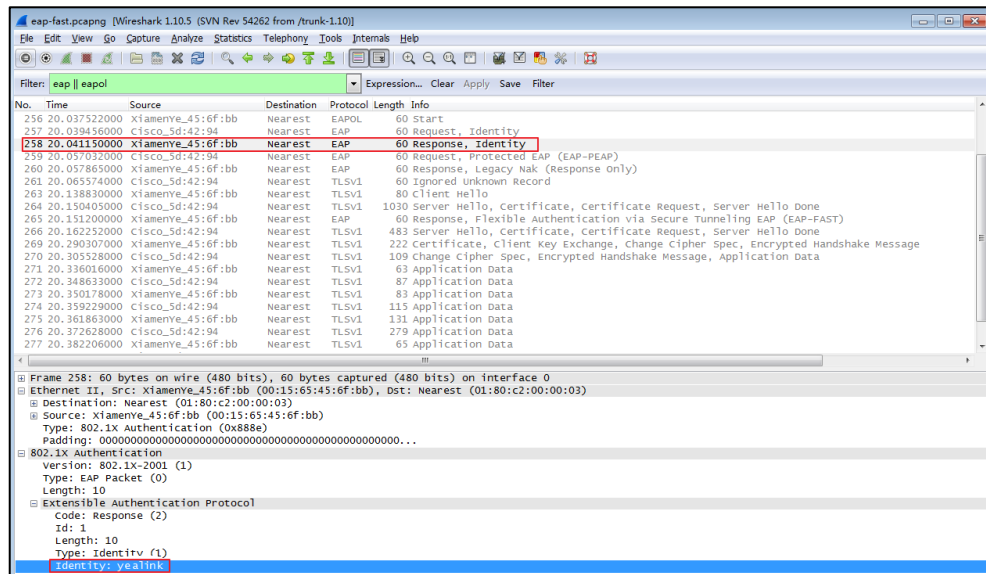 eap-fast.pcapng [Wireshark 1.10.5 (SVN Rev 54262 from /trunk-1.10)]
File Edit View Go Capture Analyze Statistics Telephony Tools Internals Help
Filter: eap || eapol Expression... Clear Apply Save Filter
No. Time Source Destination Protocol Length Info
256 20.037522000 XiamenYe_45:6f:bb Nearest EAPOL 60 Start
257 20.039456000 Cisco_5d:42:94 Nearest EAP 60 Request, Identity
258 20.041150000 XiamenYe_45:6f:bb Nearest EAP 60 Response, Identity
259 20.057032000 Cisco_5d:42:94 Nearest EAP 60 Request, Protected EAP (EAP-PEAP)
260 20.057865000 XiamenYe_45:6f:bb Nearest EAP 60 Response, Legacy Nak (Response Only)
261 20.065574000 Cisco_5d:42:94 Nearest TLSv1 60 Ignored Unknown Record
263 20.138830000 XiamenYe_45:6f:bb Nearest TLSv1 80 Client Hello
264 20.150405000 Cisco_5d:42:94 Nearest TLSv1 1030 Server Hello, Certificate, Certificate Request, Server Hello Done
265 20.151200000 XiamenYe_45:6f:bb Nearest EAP 60 Response, Flexible Authentication via Secure Tunneling EAP (EAP-FAST)
266 20.162252000 Cisco_5d:42:94 Nearest TLSv1 483 Server Hello, Certificate, Certificate Request, Server Hello Done
269 20.290307000 XiamenYe_45:6f:bb Nearest TLSv1 222 Certificate, Client Key Exchange, Change Cipher Spec, Encrypted Handshake Message
270 20.305528000 Cisco_5d:42:94 Nearest TLSv1 109 Change Cipher Spec, Encrypted Handshake Message, Application Data
271 20.336016000 XiamenYe_45:6f:bb Nearest TLSv1 63 Application Data
272 20.348633000 Cisco_5d:42:94 Nearest TLSv1 87 Application Data
273 20.350178000 XiamenYe_45:6f:bb Nearest TLSv1 83 Application Data
274 20.359229000 Cisco_5d:42:94 Nearest TLSv1 115 Application Data
275 20.361863000 XiamenYe_45:6f:bb Nearest TLSv1 131 Application Data
276 20.372628000 Cisco_5d:42:94 Nearest TLSv1 279 Application Data
277 20.382206000 XiamenYe_45:6f:bb Nearest TLSv1 65 Application Data
Frame 258: 60 bytes on wire (480 bits), 60 bytes captured (480 bits) on interface 0
Ethernet II, Src: XiamenYe_45:6f:bb (00:15:65:45:6f:bb), Dst: Nearest (01:80:c2:00:00:03)
Destination: Nearest (01:80:c2:00:00:03)
Source: XiamenYe_45:6f:bb (00:15:65:45:6f:bb)
Type: 802.1X Authentication (0x888e)
Padding: 000000000000000000000000000000000000000000000000...
802.1X Authentication
Version: 802.1X-2001 (1)
Type: EAP Packet (0)
Length: 10
Extensible Authentication Protocol
Code: Response (2)
Id: 1
Length: 10
Type: Identity (1)
Identity: yealink